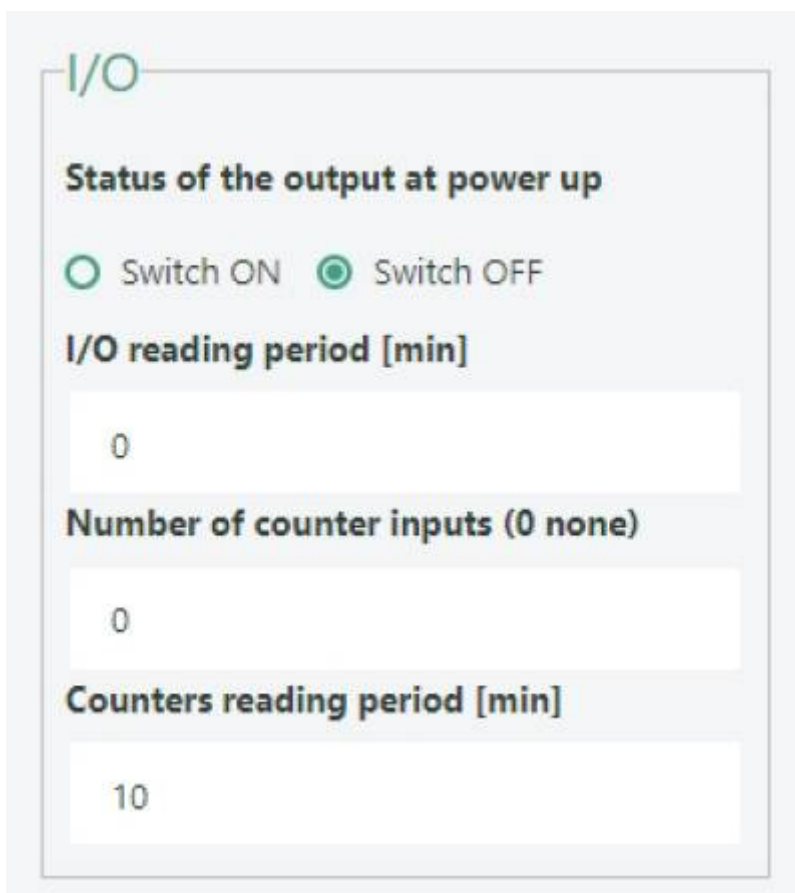 I/O
Status of the output at power up
Switch ON Switch OFF
I/O reading period [min]
0
Number of counter inputs (0 none)
0
Counters reading period [min]
10